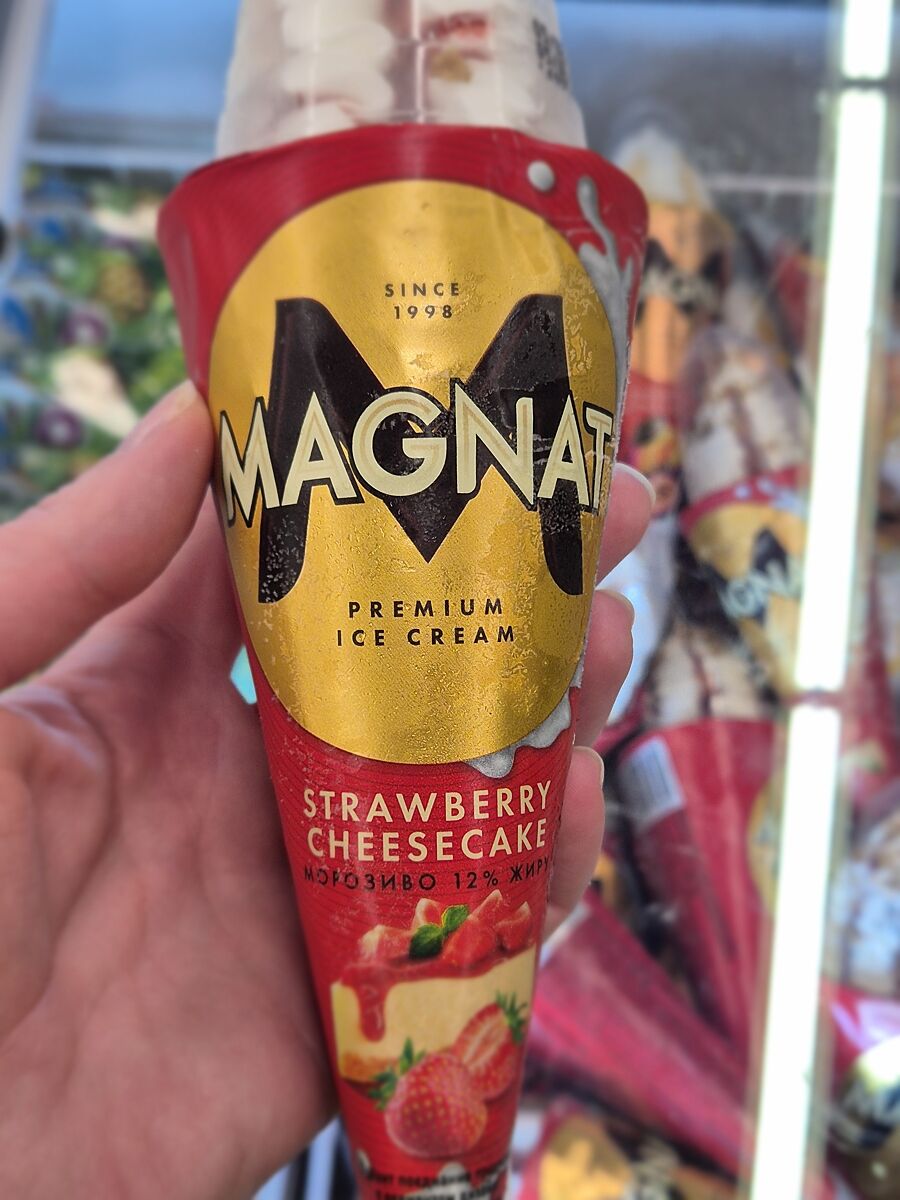 SINCE
1998
MAGNAT
PREMIUM
ICE CREAM
STRAWBERRY
CHEESECAKE
МОРОЗИВО 12% ЖИРУ